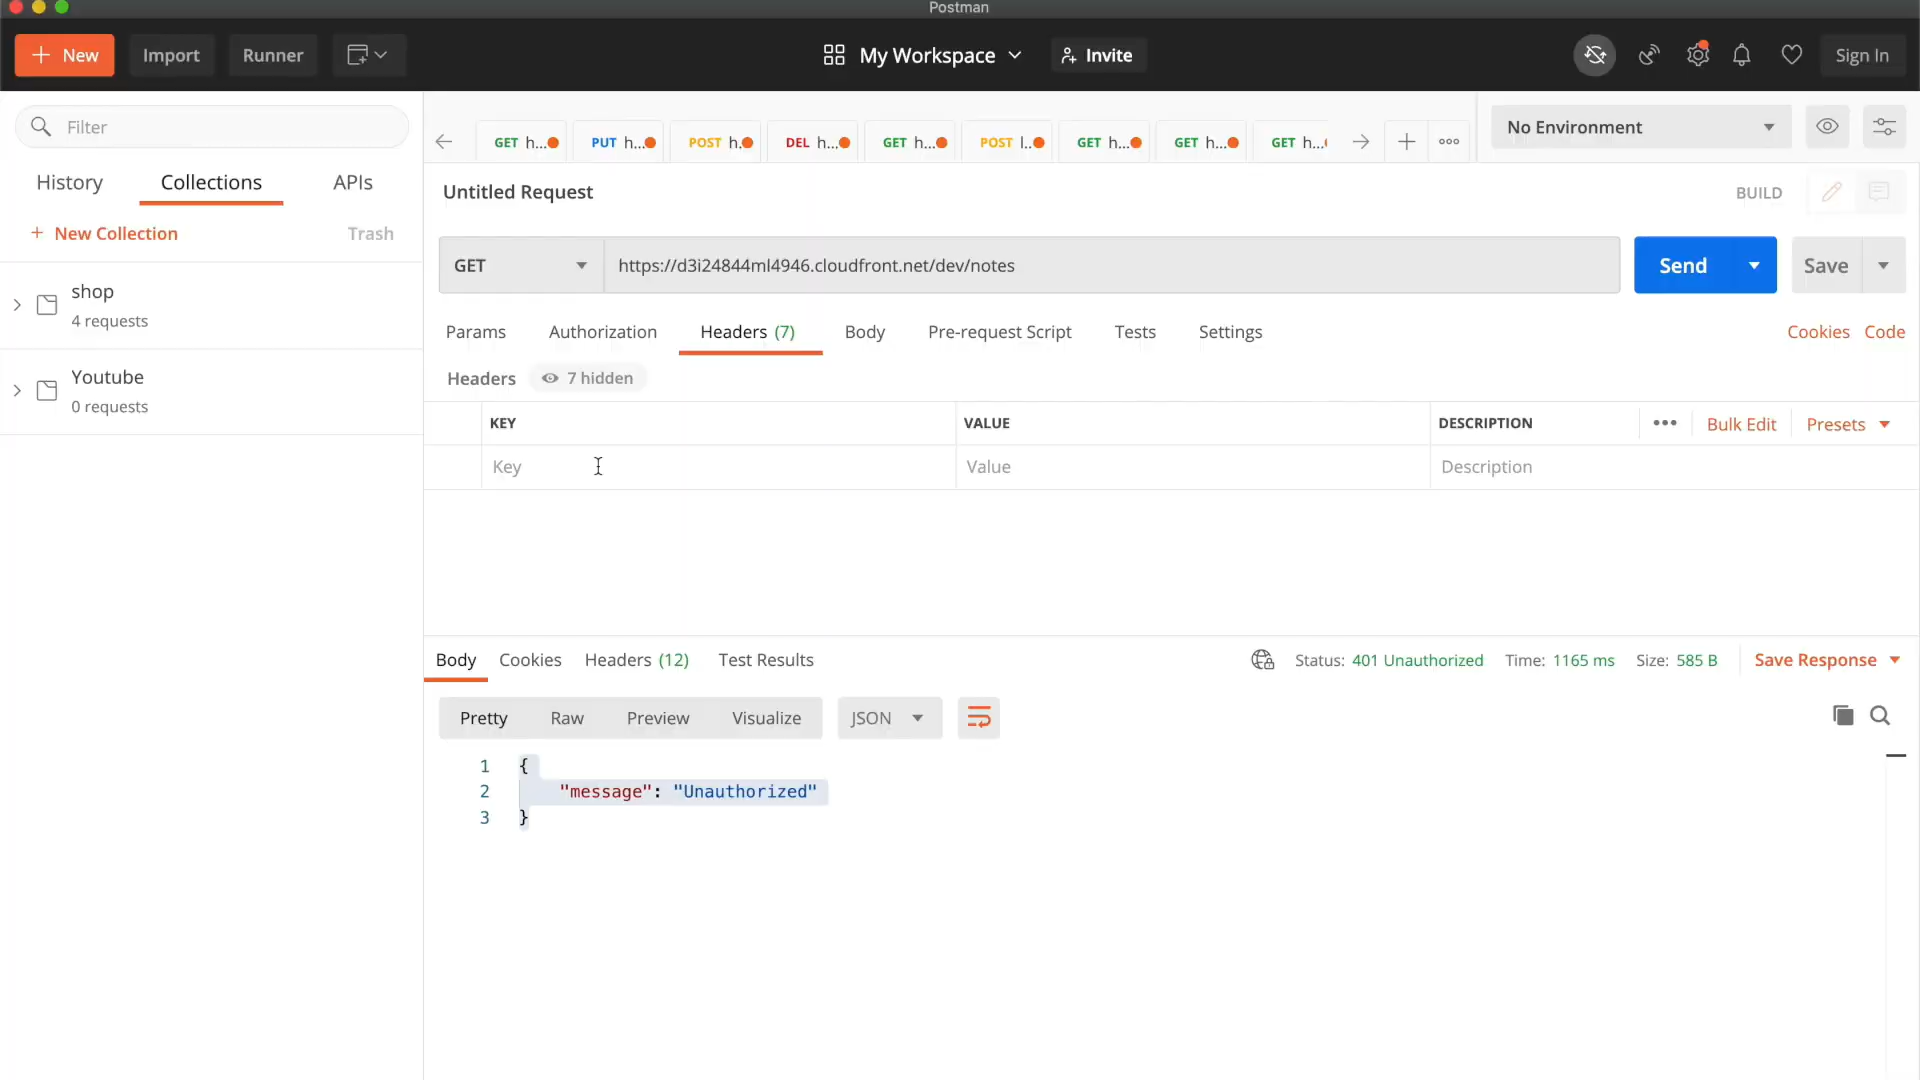 Postman
New
Import
Runner
My Workspace
Invite
Sign In
Filter
GET h...
PUT h...
POST h.
DEL h...
GET h...
POST l...
GET h...
GET h...
GET h...
No Environment
History
Collections
APIs
+ New Collection
Trash
shop
4 requests
Youtube
0 requests
Untitled Request
BUILD
GET
https://d3i24844ml4946.cloudfront.net/dev/notes
Send
Save
Params
Authorization
Headers (7)
Body
Pre-request Script
Tests
Settings
Cookies
Code
Headers
7 hidden
KEY
VALUE
DESCRIPTION
Bulk Edit
Presets
Key
Value
Description
Body
Cookies
Headers (12)
Test Results
Status: 401 Unauthorized
Time: 1165 ms
Size: 585 B
Save Response
Pretty
Raw
Preview
Visualize
JSON
1 {
2 "message": "Unauthorized"
3 }